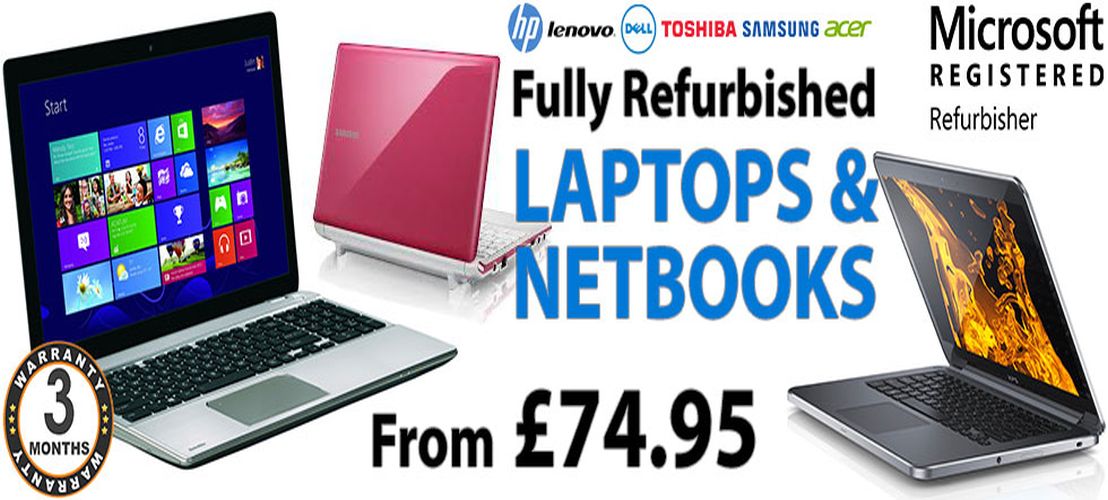 hp lenovo DELL TOSHIBA SAMSUNG acer
Microsoft
REGISTERED
Refurbisher
Fully Refurbished
LAPTOPS &
NETBOOKS
From £74.95
WARRANTY
3
MONTHS
WARRANTY
Start
SAMSUNG